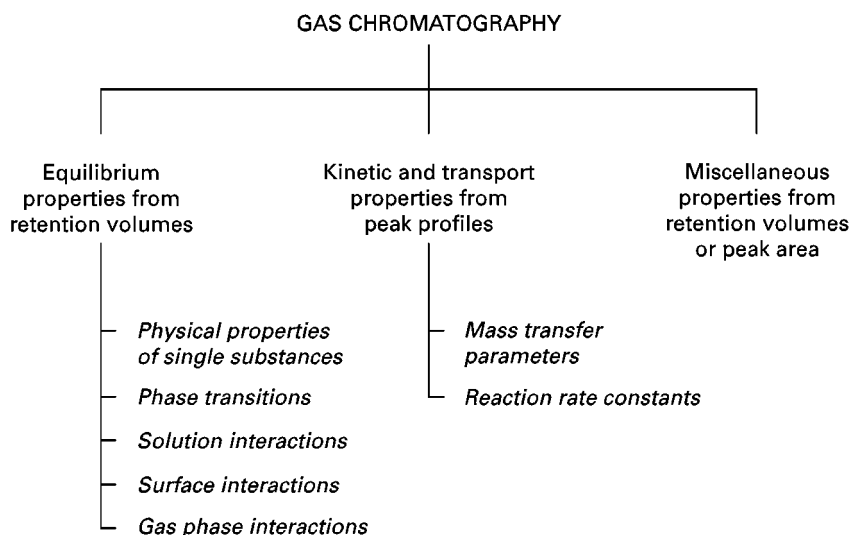 GAS CHROMATOGRAPHY
Equilibrium
properties from
retention volumes
Kinetic and transport
properties from
peak profiles
Miscellaneous
properties from
retention volumes
or peak area
Physical properties
of single substances
Phase transitions
Solution interactions
Surface interactions
Gas phase interactions
Mass transfer
parameters
Reaction rate constants